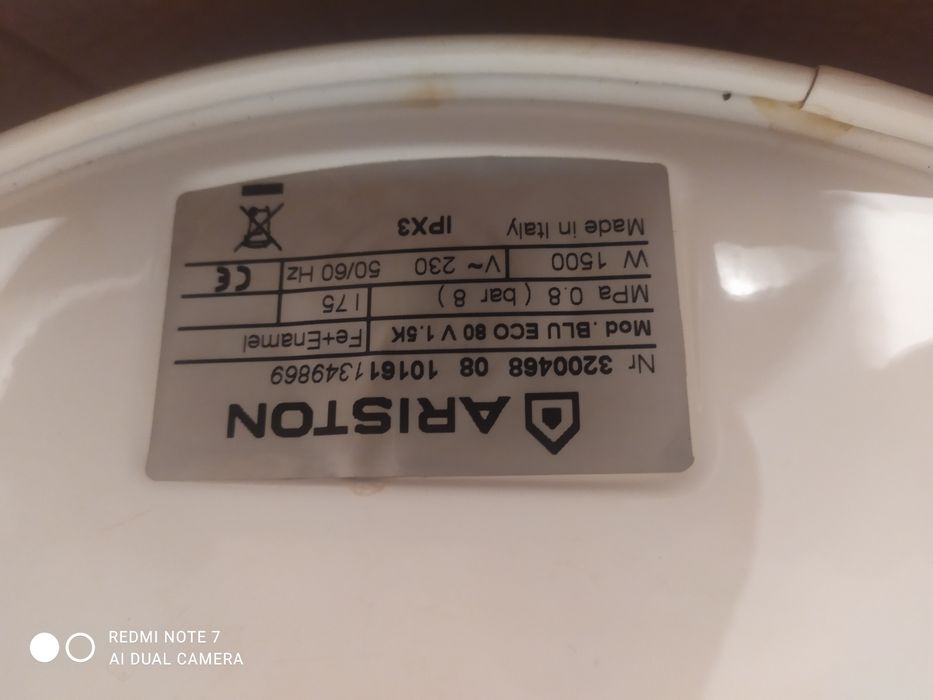 ARISTON
Nr 3200468 08 101611349869
Mod. BLU ECO 80 V 1.5K Fe+Enamel
MPa 0.8 ( bar 8 ) l 75
W 1500 V~ 230 50/60 Hz CE
Made in Italy IPX3
REDMI NOTE 7
AI DUAL CAMERA